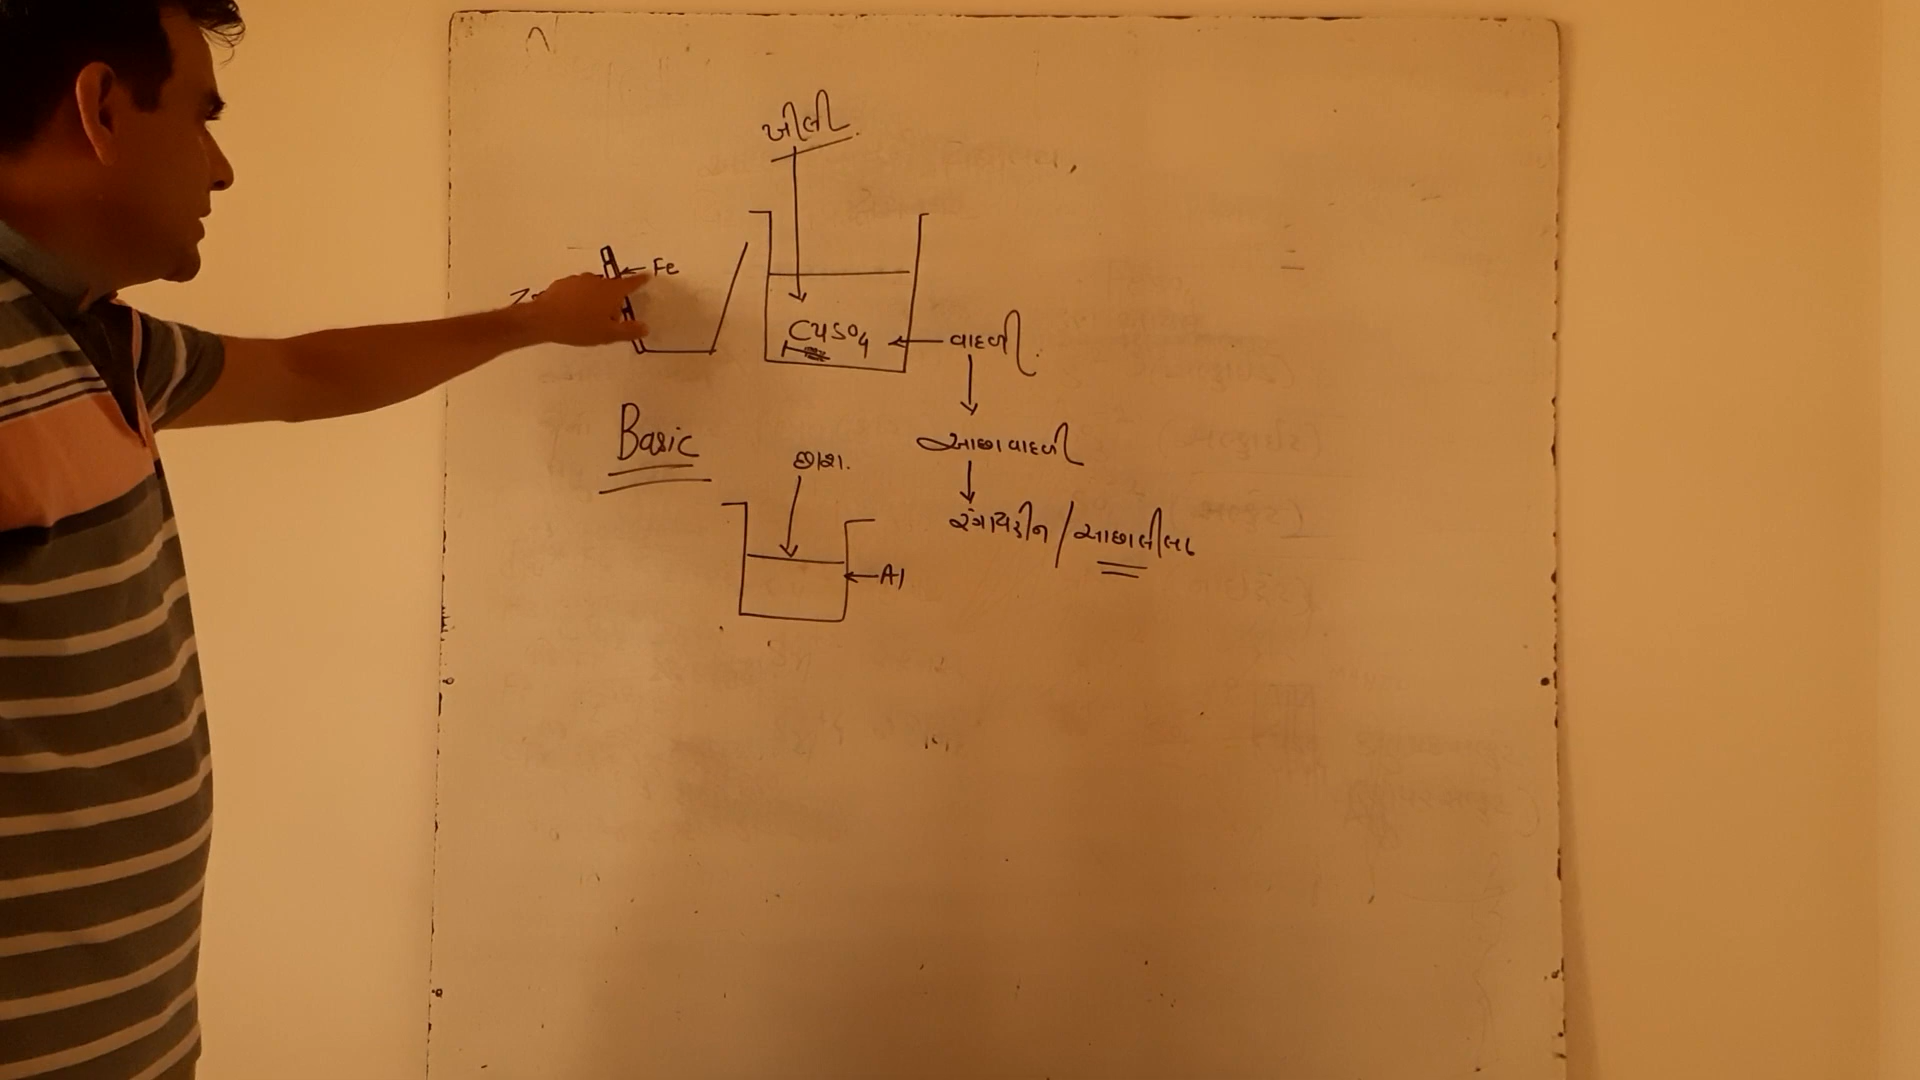 ખીલી.
Fe
CuSO4
વાદળી.
Basic
આછા વાદળી
છાશ.
રંગવિહીન / આછા લીલા
Al